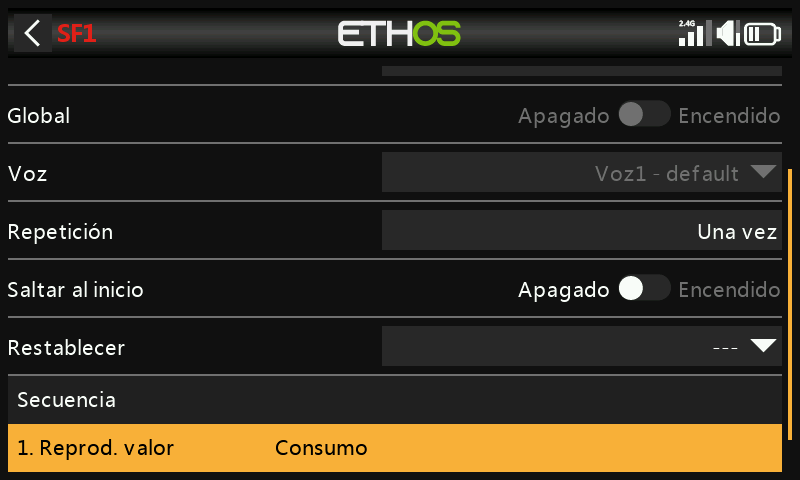 SF1 ETHOS 2.4G
Global Apagado Encendido
Voz Voz1 - default
Repetición Una vez
Saltar al inicio Apagado Encendido
Restablecer ---
Secuencia
1. Reprod. valor Consumo